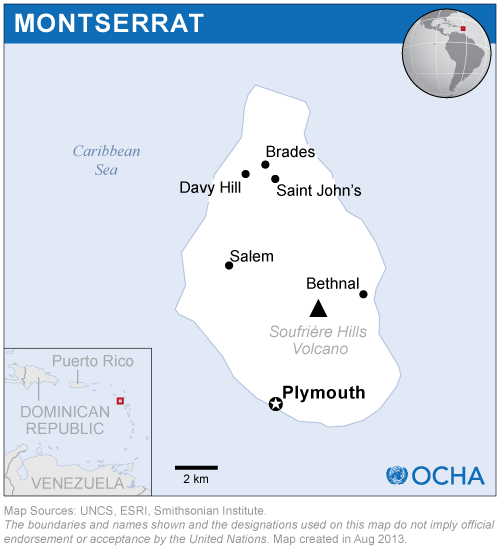 MONTSERRAT
Caribbean
Sea
Brades
Davy Hill
Saint John's
Salem
Bethnal
Soufrière Hills
Volcano
Plymouth
Puerto Rico
DOMINICAN
REPUBLIC
VENEZUELA
2 km
OCHA
Map Sources: UNCS, ESRI, Smithsonian Institute.
The boundaries and names shown and the designations used on this map do not imply official
endorsement or acceptance by the United Nations. Map created in Aug 2013.